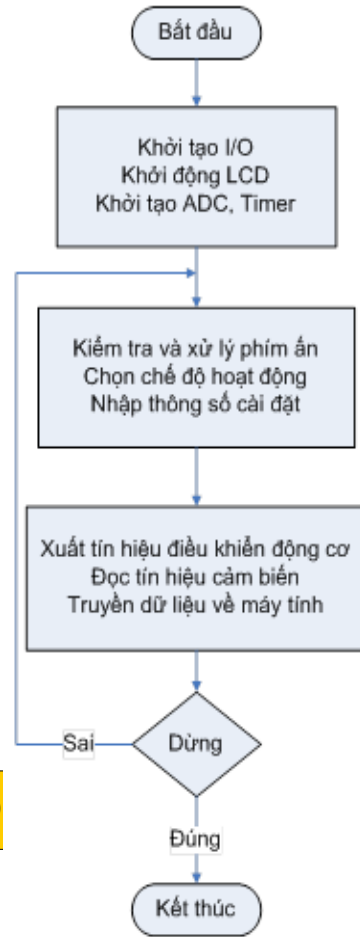 Bắt đầu
Khởi tạo I/O
Khởi động LCD
Khởi tạo ADC, Timer
Kiểm tra và xử lý phím ấn
Chọn chế độ hoạt động
Nhập thông số cài đặt
Xuất tín hiệu điều khiển động cơ
Đọc tín hiệu cảm biến
Truyền dữ liệu về máy tính
Dừng
Sai
Đúng
Kết thúc